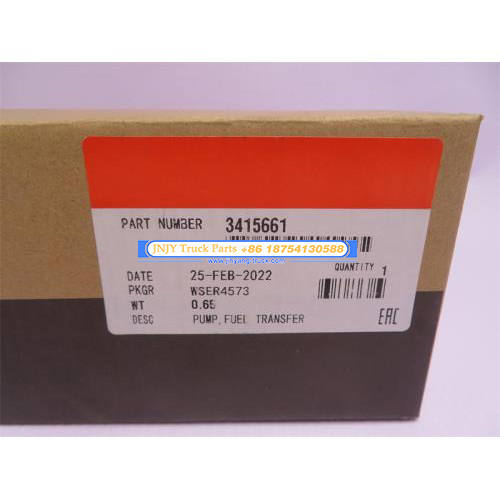 PART NUMBER 3415661
JNJY Truck Parts +86 18754130588
QUANTITY 1
DATE 25-FEB-2022
PKGR WSER4573
WT 0.65
DESC PUMP, FUEL TRANSFER
EAC